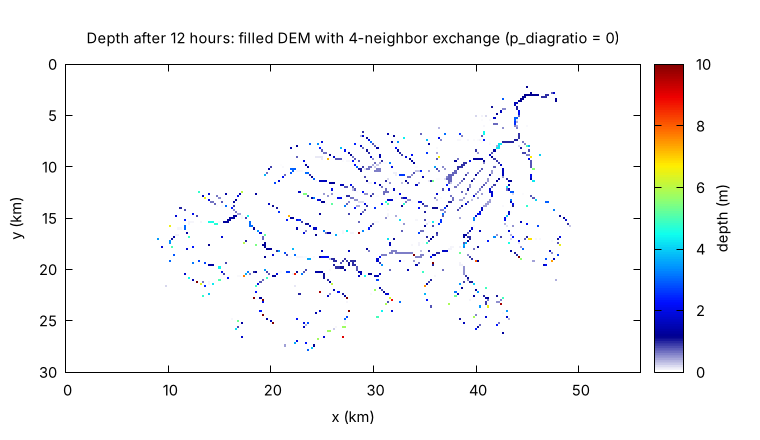 Depth after 12 hours: filled DEM with 4-neighbor exchange (p_diagratio = 0)
0
5
10
15
20
25
30
y (km)
0 10 20 30 40 50
x (km)
10
8
6
4
2
0
depth (m)